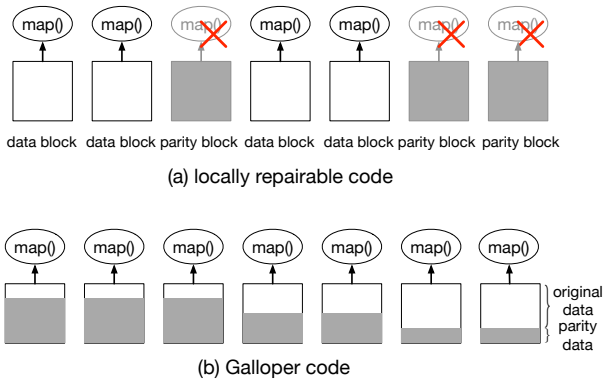 map() map() map() map() map() map() map()
data block data block parity block data block data block parity block parity block
(a) locally repairable code
map() map() map() map() map() map() map()
original
data
parity
data
(b) Galloper code